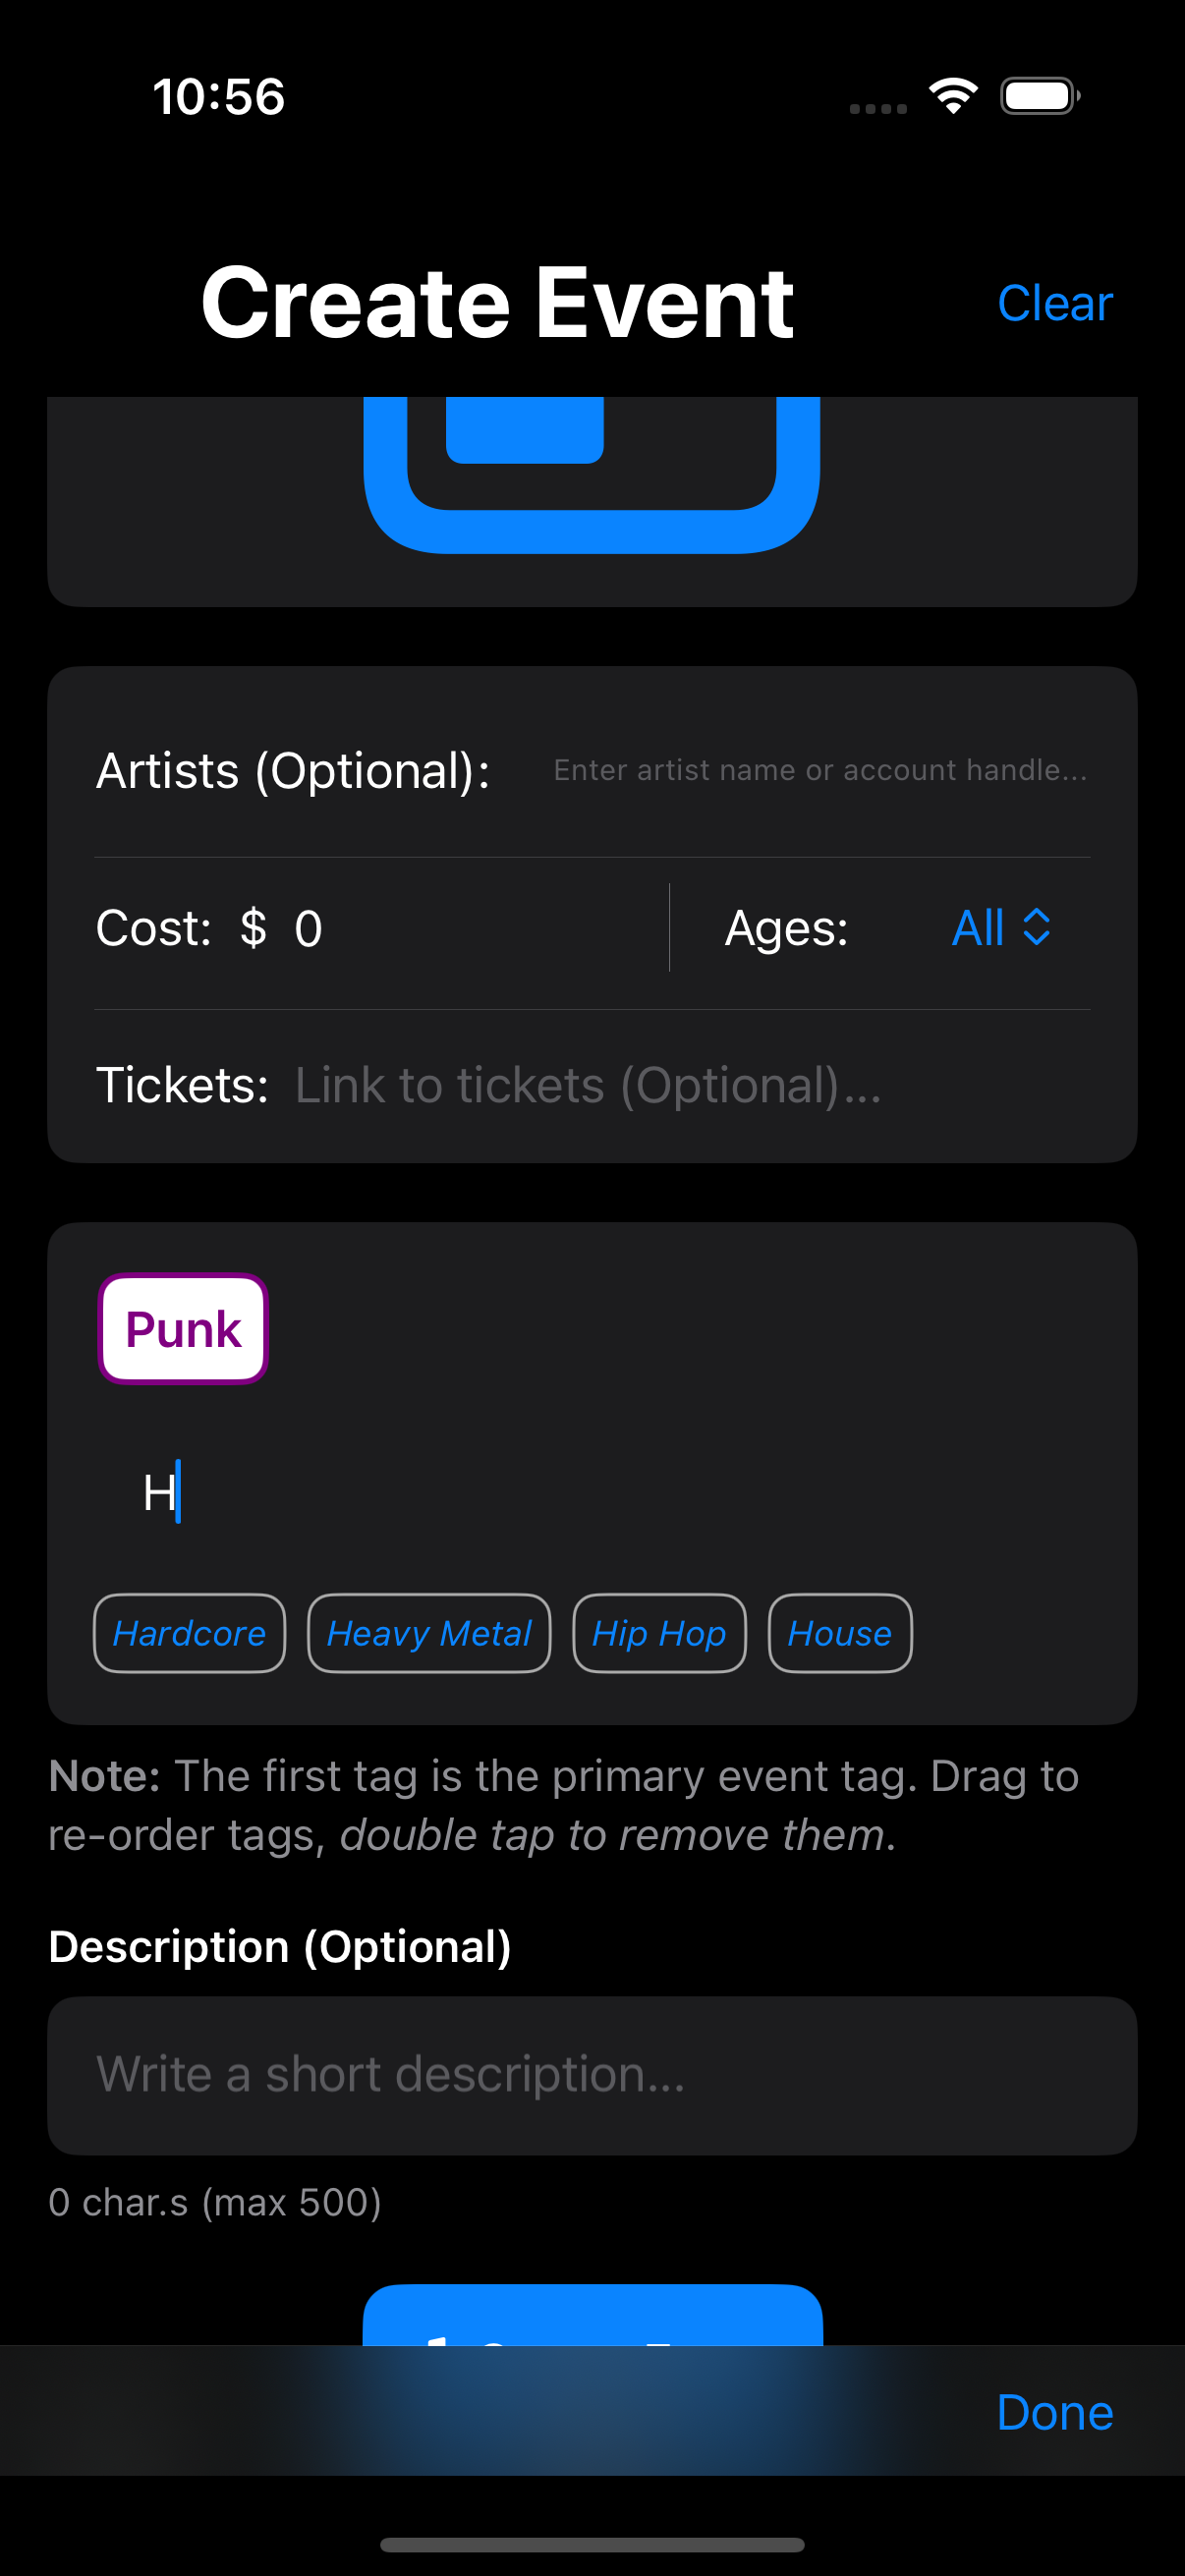 10:56
Create Event
Clear
Artists (Optional): Enter artist name or account handle...
Cost: $ 0 Ages: All
Tickets: Link to tickets (Optional)...
Punk
H
Hardcore Heavy Metal Hip Hop House
Note: The first tag is the primary event tag. Drag to
re-order tags, double tap to remove them.
Description (Optional)
Write a short description...
0 char.s (max 500)
Done